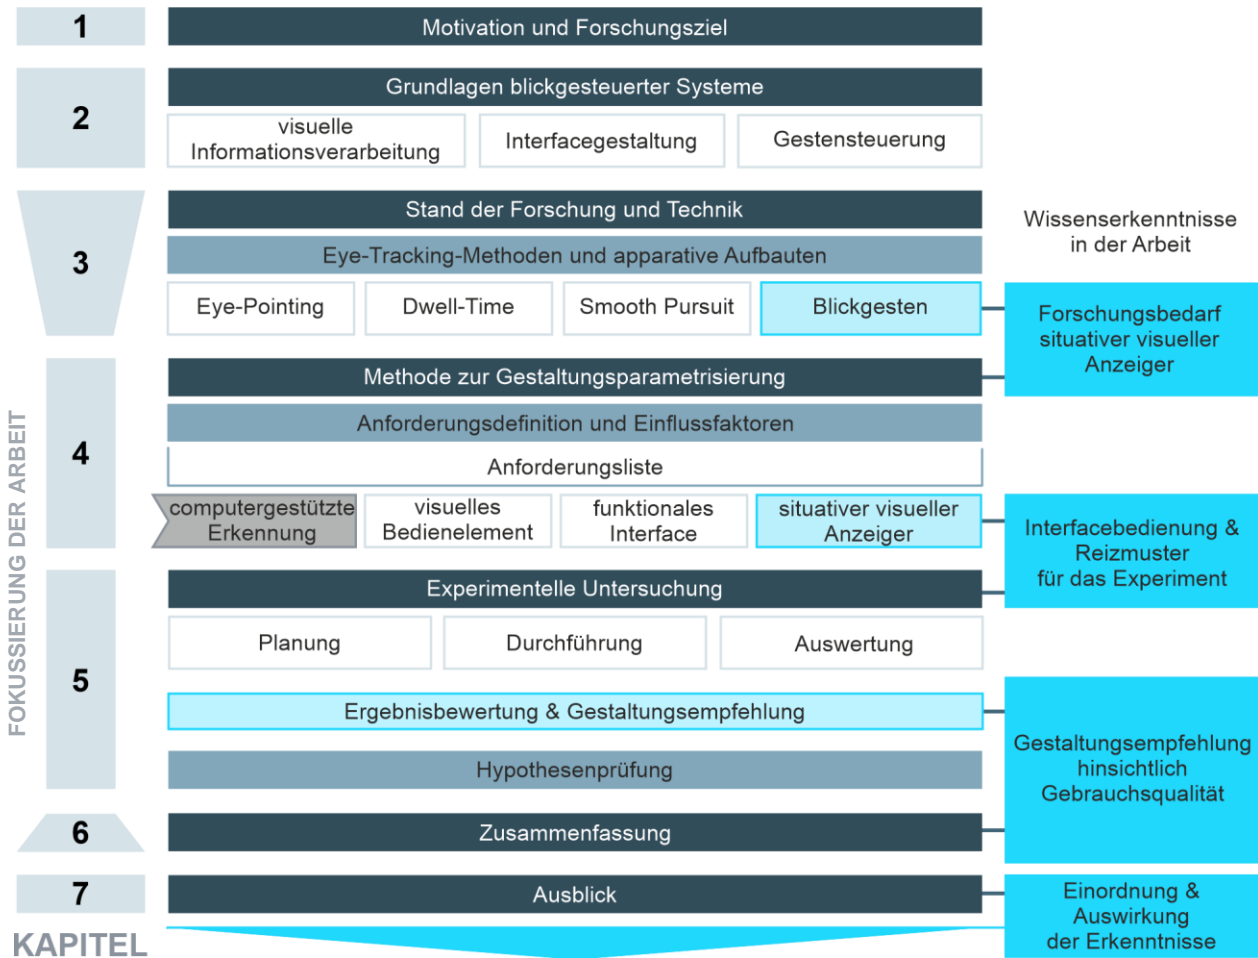 1
Motivation und Forschungsziel
2
Grundlagen blickgesteuerter Systeme
visuelle
Informationsverarbeitung
Interfacegestaltung
Gestensteuerung
3
Stand der Forschung und Technik
Eye-Tracking-Methoden und apparative Aufbauten
Eye-Pointing
Dwell-Time
Smooth Pursuit
Blickgesten
Wissenserkenntnisse
in der Arbeit
Forschungsbedarf
situativer visueller
Anzeiger
FOKUSSIERUNG DER ARBEIT
4
Methode zur Gestaltungsparametrisierung
Anforderungsdefinition und Einflussfaktoren
Anforderungsliste
computergestützte
Erkennung
visuelles
Bedienelement
funktionales
Interface
situativer visueller
Anzeiger
Interfacebedienung &
Reizmuster
für das Experiment
5
Experimentelle Untersuchung
Planung
Durchführung
Auswertung
Ergebnisbewertung & Gestaltungsempfehlung
Hypothesenprüfung
Gestaltungsempfehlung
hinsichtlich
Gebrauchsqualität
6
Zusammenfassung
7
Ausblick
Einordnung &
Auswirkung
der Erkenntnisse
KAPITEL